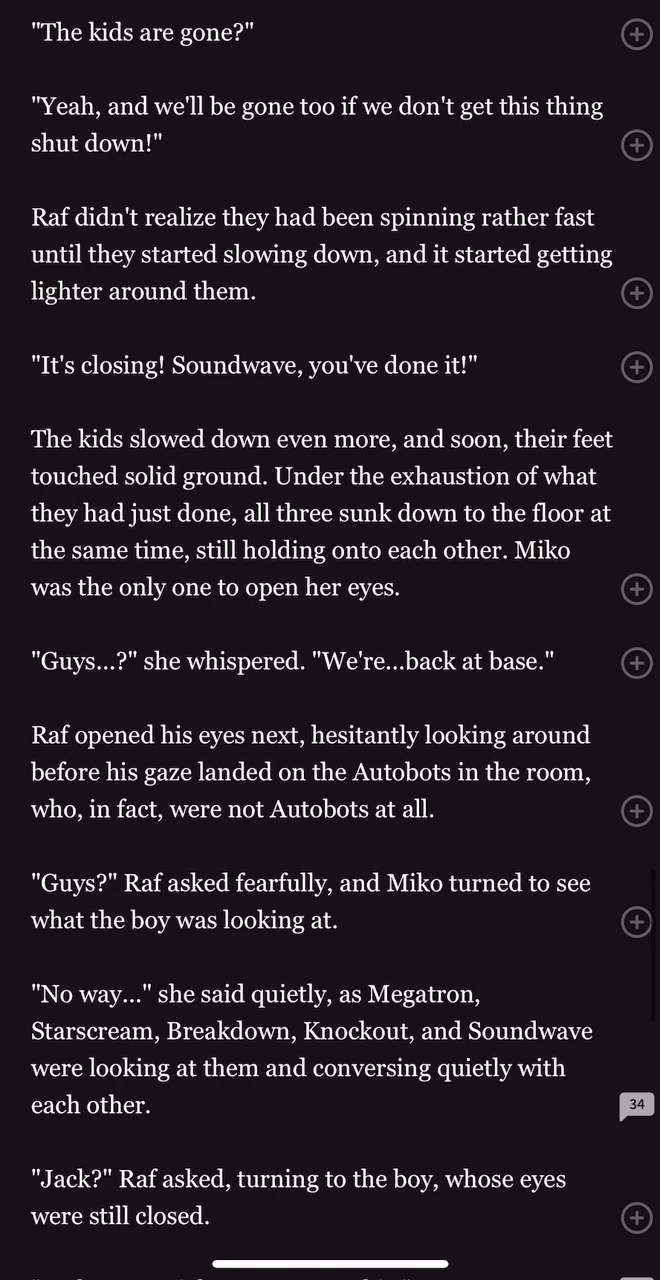 "The kids are gone?"
"Yeah, and we'll be gone too if we don't get this thing
shut down!"
Raf didn't realize they had been spinning rather fast
until they started slowing down, and it started getting
lighter around them.
"It's closing! Soundwave, you've done it!"
The kids slowed down even more, and soon, their feet
touched solid ground. Under the exhaustion of what
they had just done, all three sunk down to the floor at
the same time, still holding onto each other. Miko
was the only one to open her eyes.
"Guys...?" she whispered. "We're...back at base."
Raf opened his eyes next, hesitantly looking around
before his gaze landed on the Autobots in the room,
who, in fact, were not Autobots at all.
"Guys?" Raf asked fearfully, and Miko turned to see
what the boy was looking at.
"No way..." she said quietly, as Megatron,
Starscream, Breakdown, Knockout, and Soundwave
were looking at them and conversing quietly with
each other.
34
"Jack?" Raf asked, turning to the boy, whose eyes
were still closed.